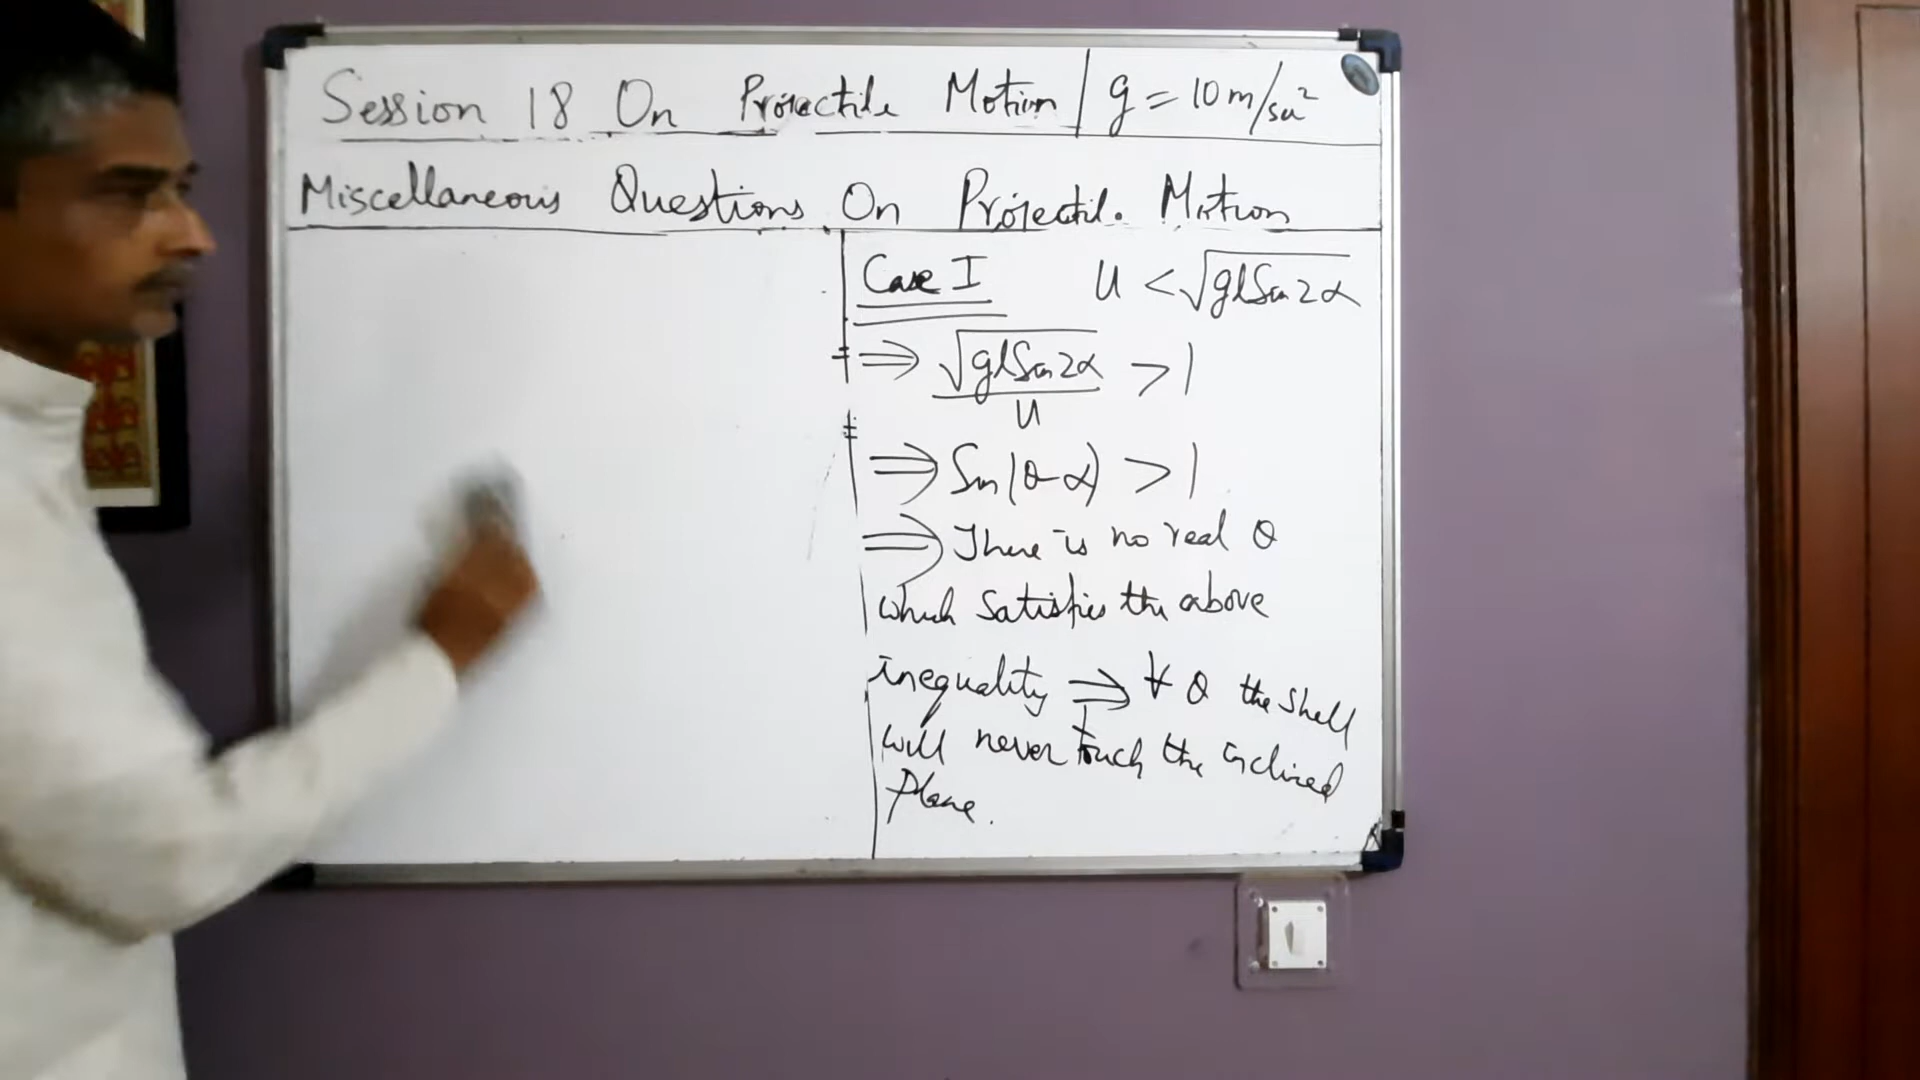 Session 18 On Projectile Motion | g = 10 m/sec²
Miscellaneous Questions On Projectile Motion
Case I u < √(gl Sin 2α)
⇒ √(gl Sin 2α) / u > 1
⇒ Sin(θ-α) > 1
⇒ There is no real θ
which satisfies the above
inequality ⇒ ∀ θ the shell
will never touch the inclined
plane.